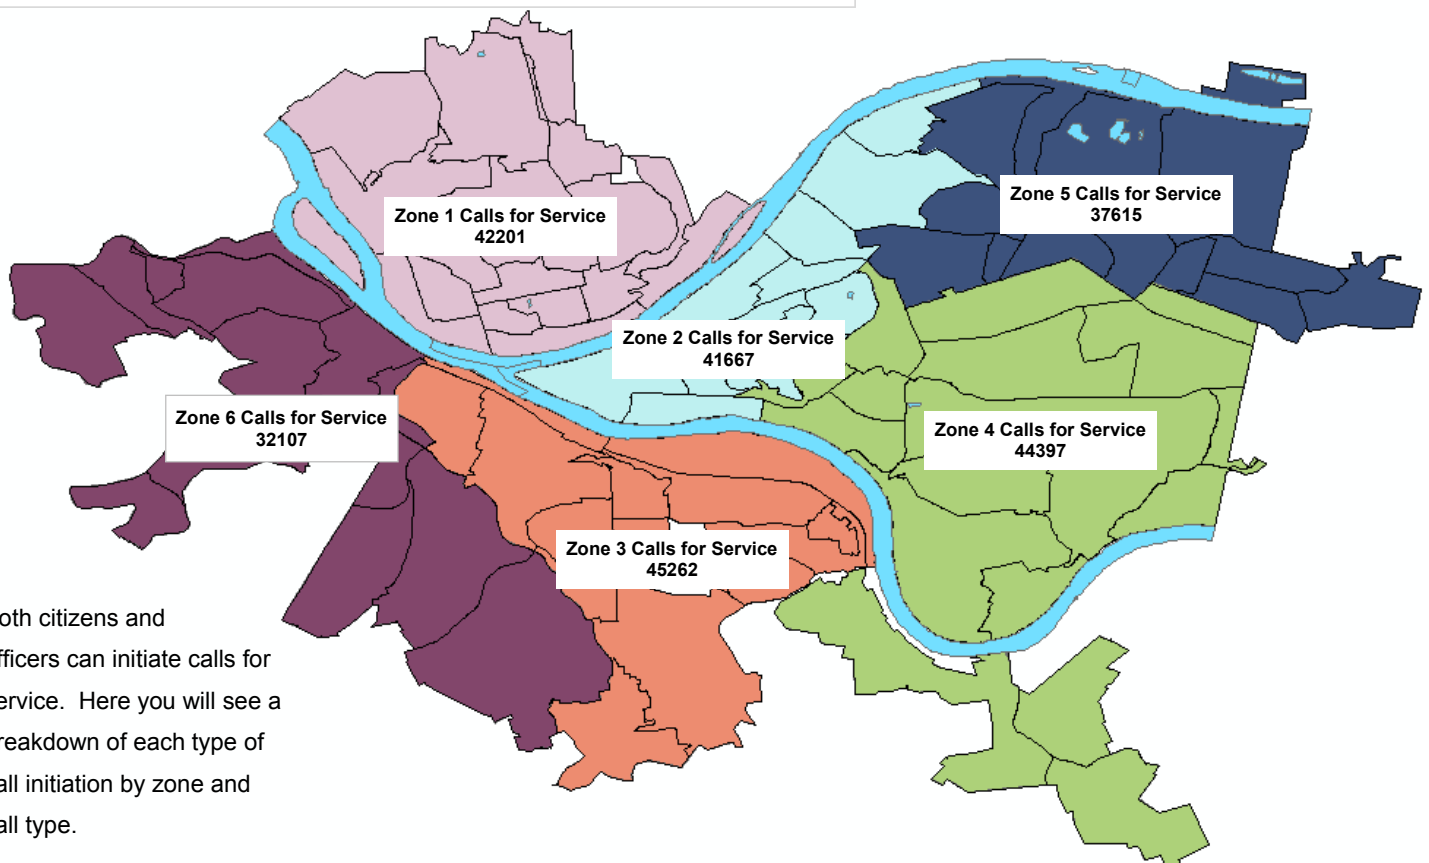 Zone 1 Calls for Service
42201
Zone 5 Calls for Service
37615
Zone 2 Calls for Service
41667
Zone 6 Calls for Service
32107
Zone 4 Calls for Service
44397
Zone 3 Calls for Service
45262
oth citizens and
fficers can initiate calls for
ervice.  Here you will see a
reakdown of each type of
all initiation by zone and
all type.